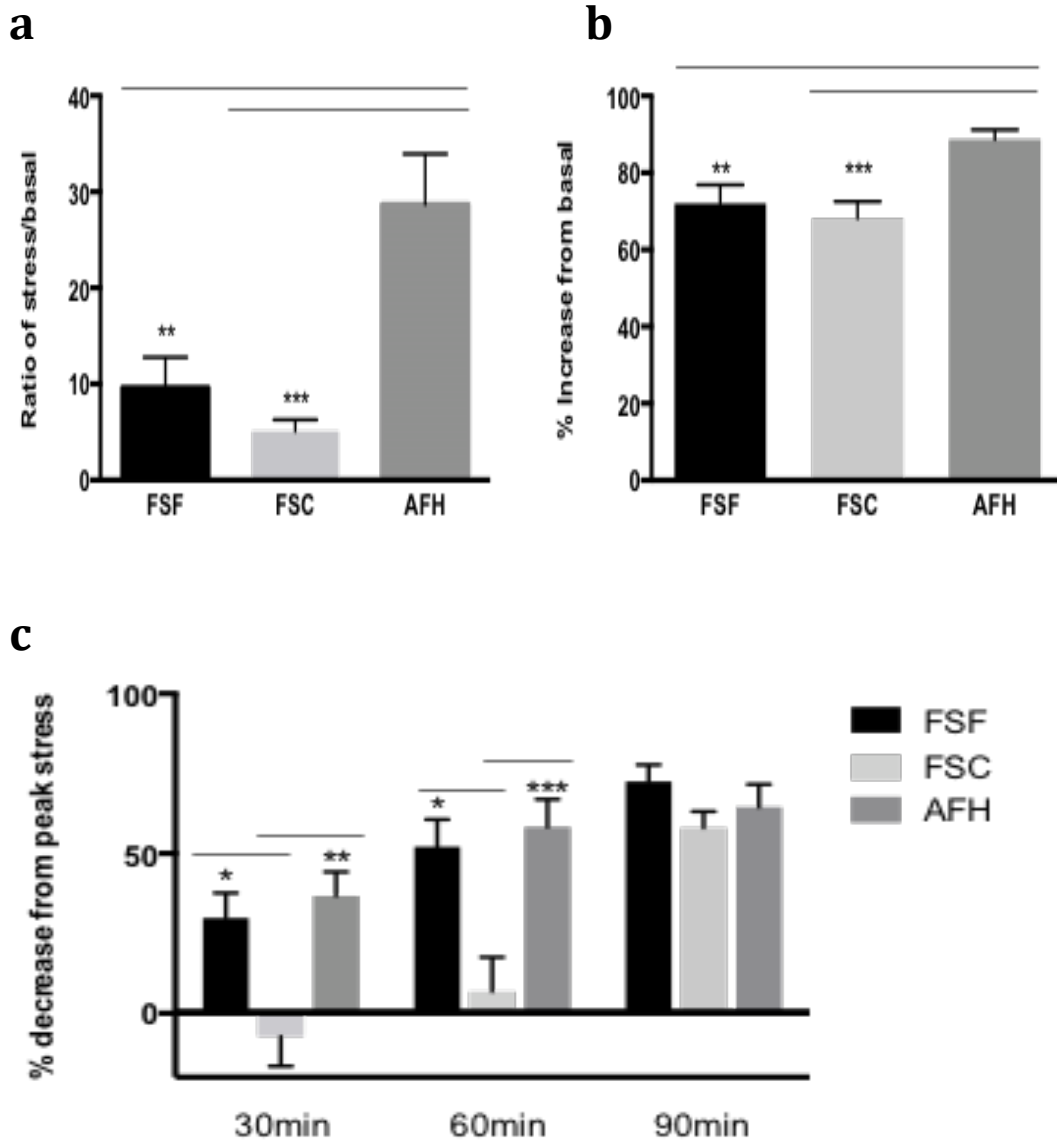 a
Ratio of stress/basal
40
30
20
10
0
**
***
FSF FSC AFH
b
% Increase from basal
100
80
60
40
20
0
**
***
FSF FSC AFH
c
% decrease from peak stress
100
50
0
*
**
*
***
30min 60min 90min
FSF
FSC
AFH